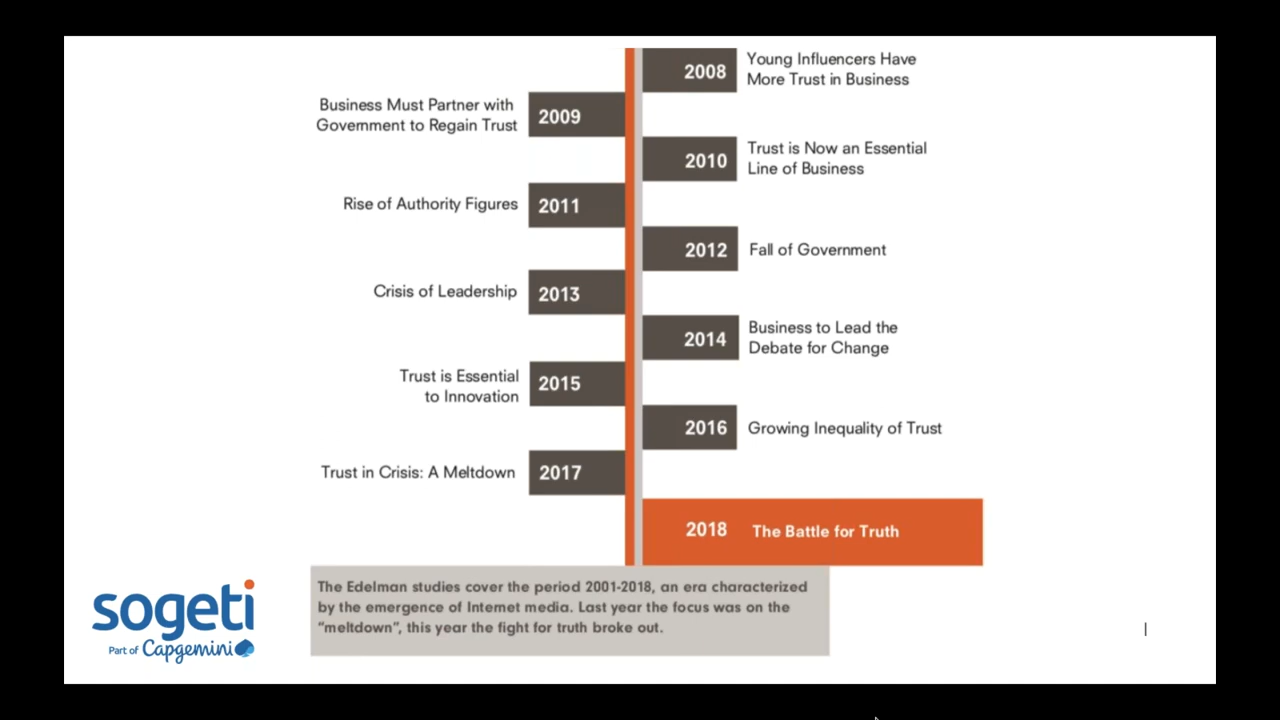 2008
Young Influencers Have
More Trust in Business
Business Must Partner with
Government to Regain Trust
2009
2010
Trust is Now an Essential
Line of Business
Rise of Authority Figures
2011
2012
Fall of Government
Crisis of Leadership
2013
2014
Business to Lead the
Debate for Change
Trust is Essential
to Innovation
2015
2016
Growing Inequality of Trust
Trust in Crisis: A Meltdown
2017
2018
The Battle for Truth
The Edelman studies cover the period 2001-2018, an era characterized
by the emergence of Internet media. Last year the focus was on the
“meltdown”, this year the fight for truth broke out.
sogeti
Part of Capgemini
|